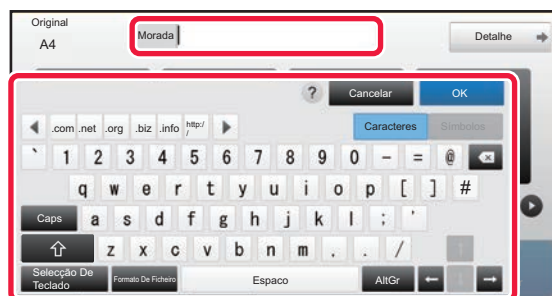 Original
A4
Morada
Detalhe
? Cancelar OK
.com .net .org .biz .info http://
Caracteres Símbolos
` 1 2 3 4 5 6 7 8 9 0 - = @
q w e r t y u i o p [ ] #
Caps a s d f g h j k l ; '
z x c v b n m , . /
Selecção De Teclado Formato De Ficheiro Espaco AltGr